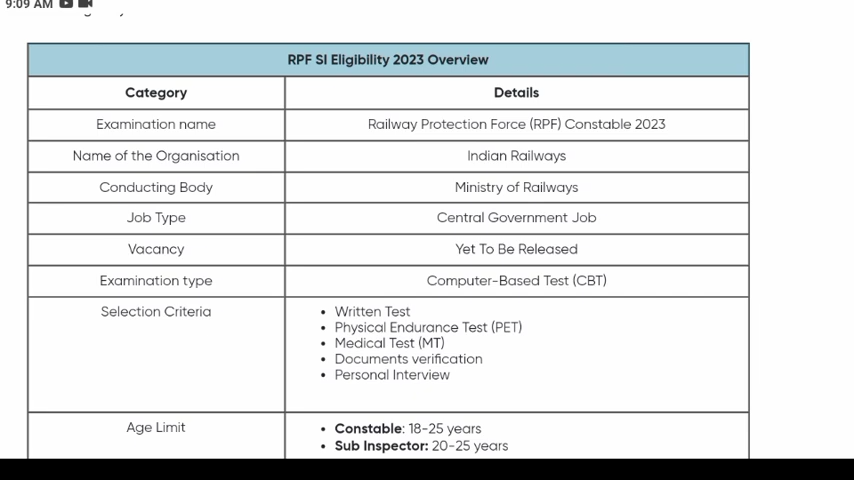 9:09 AM
RPF SI Eligibility 2023 Overview
Category Details
Examination name Railway Protection Force (RPF) Constable 2023
Name of the Organisation Indian Railways
Conducting Body Ministry of Railways
Job Type Central Government Job
Vacancy Yet To Be Released
Examination type Computer-Based Test (CBT)
Selection Criteria • Written Test
• Physical Endurance Test (PET)
• Medical Test (MT)
• Documents verification
• Personal Interview
Age Limit • Constable: 18-25 years
• Sub Inspector: 20-25 years